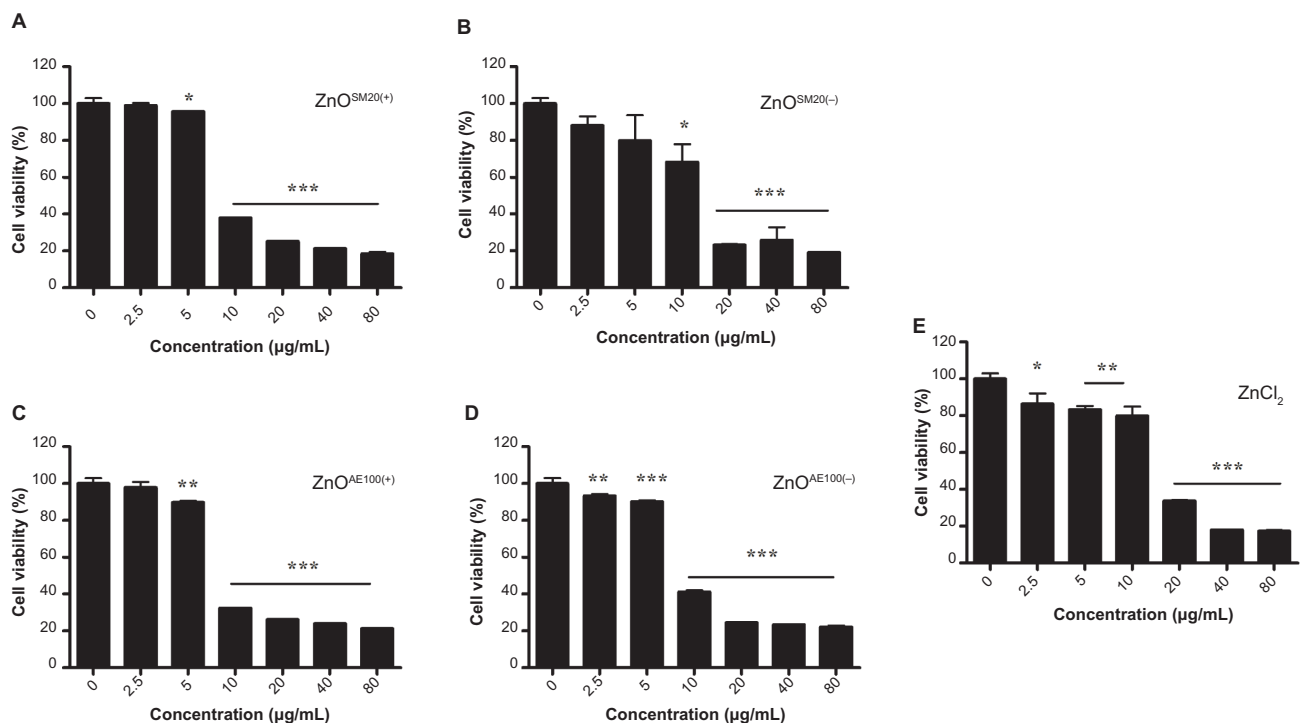 A
Cell viability (%)
120
100
80
60
40
20
0
*
***
ZnO^SM20(+)
0 2.5 5 10 20 40 80
Concentration (µg/mL)
B
Cell viability (%)
120
100
80
60
40
20
0
*
***
ZnO^SM20(–)
0 2.5 5 10 20 40 80
Concentration (µg/mL)
C
Cell viability (%)
120
100
80
60
40
20
0
**
***
ZnO^AE100(+)
0 2.5 5 10 20 40 80
Concentration (µg/mL)
D
Cell viability (%)
120
100
80
60
40
20
0
**
***
***
ZnO^AE100(–)
0 2.5 5 10 20 40 80
Concentration (µg/mL)
E
Cell viability (%)
120
100
80
60
40
20
0
*
**
***
ZnCl₂
0 2.5 5 10 20 40 80
Concentration (µg/mL)